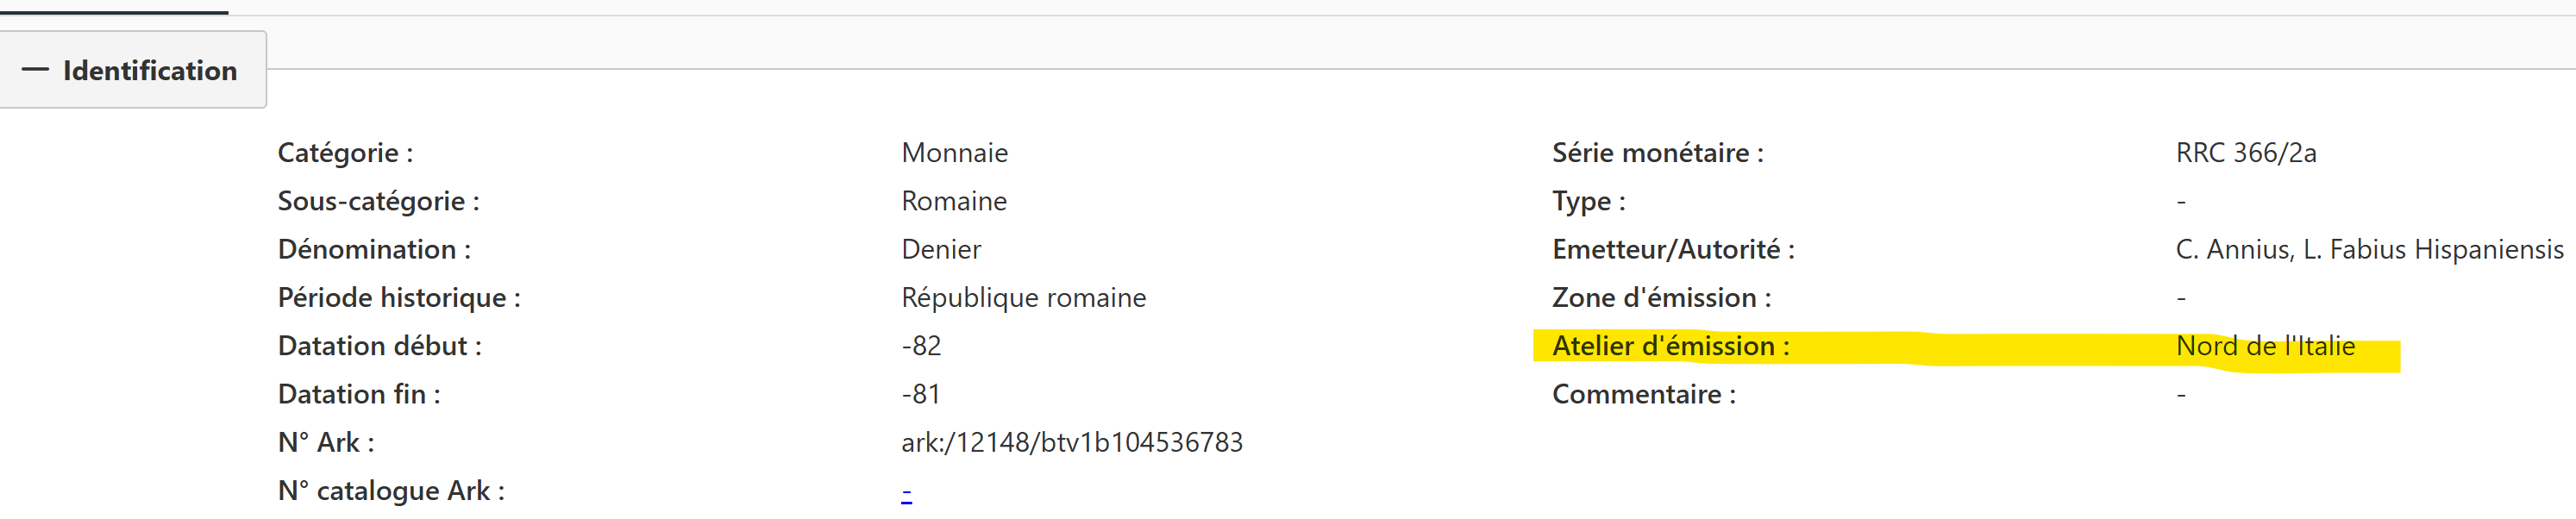 — Identification
Catégorie : Monnaie
Sous-catégorie : Romaine
Dénomination : Denier
Période historique : République romaine
Datation début : -82
Datation fin : -81
N° Ark : ark:/12148/btv1b104536783
N° catalogue Ark : -
Série monétaire : RRC 366/2a
Type : -
Emetteur/Autorité : C. Annius, L. Fabius Hispaniensis
Zone d'émission : -
Atelier d'émission : Nord de l'Italie
Commentaire : -